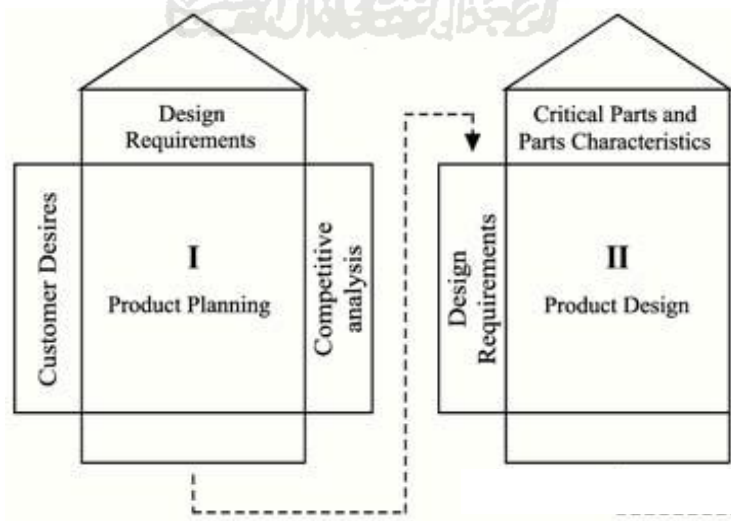 Design
Requirements
Customer Desires
I
Product Planning
Competitive
analysis
Critical Parts and
Parts Characteristics
Design
Requirements
II
Product Design